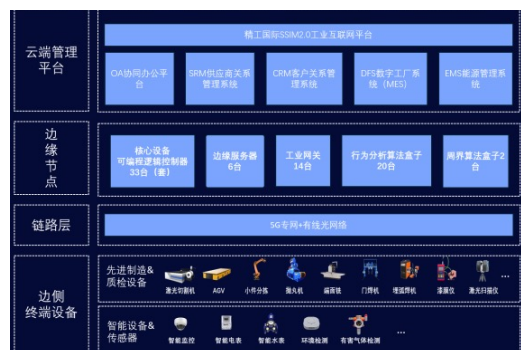 云端管理
平台
精工国际SSIM2.0工业互联网平台
OA协同办公平
台
SRM供应商关系
管理系统
CRM客户关系管
理系统
DFS数字工厂系
统（MES）
EMS能源管理系
统
边
缘
节
点
核心设备
可编程逻辑控制器
33台（套）
边缘服务器
6台
工业网关
14台
行为分析算法盒子
20台
周界算法盒子2
台
链路层
5G专网+有线光网络
边侧
终端设备
先进制造&
质检设备
激光切割机
AGV
小件分拣
抛丸机
端面铣
门焊机
埋弧焊机
漆膜仪
激光扫描仪
...
智能设备&
传感器
智能监控
智能电表
智能水表
环境检测
有害气体检测
...